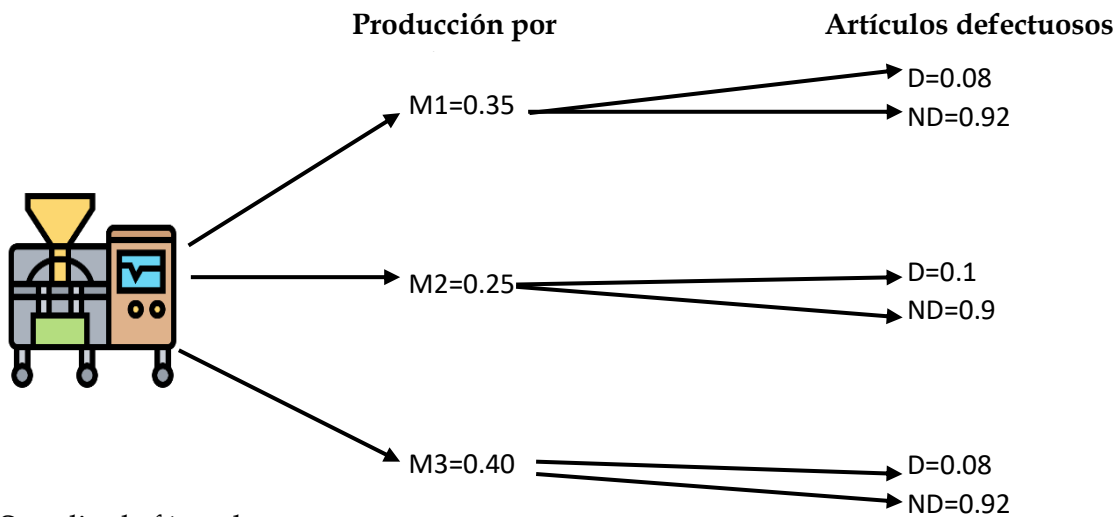 Producción por
Artículos defectuosos
D=0.08
M1=0.35
ND=0.92
D=0.1
M2=0.25
ND=0.9
M3=0.40
D=0.08
ND=0.92